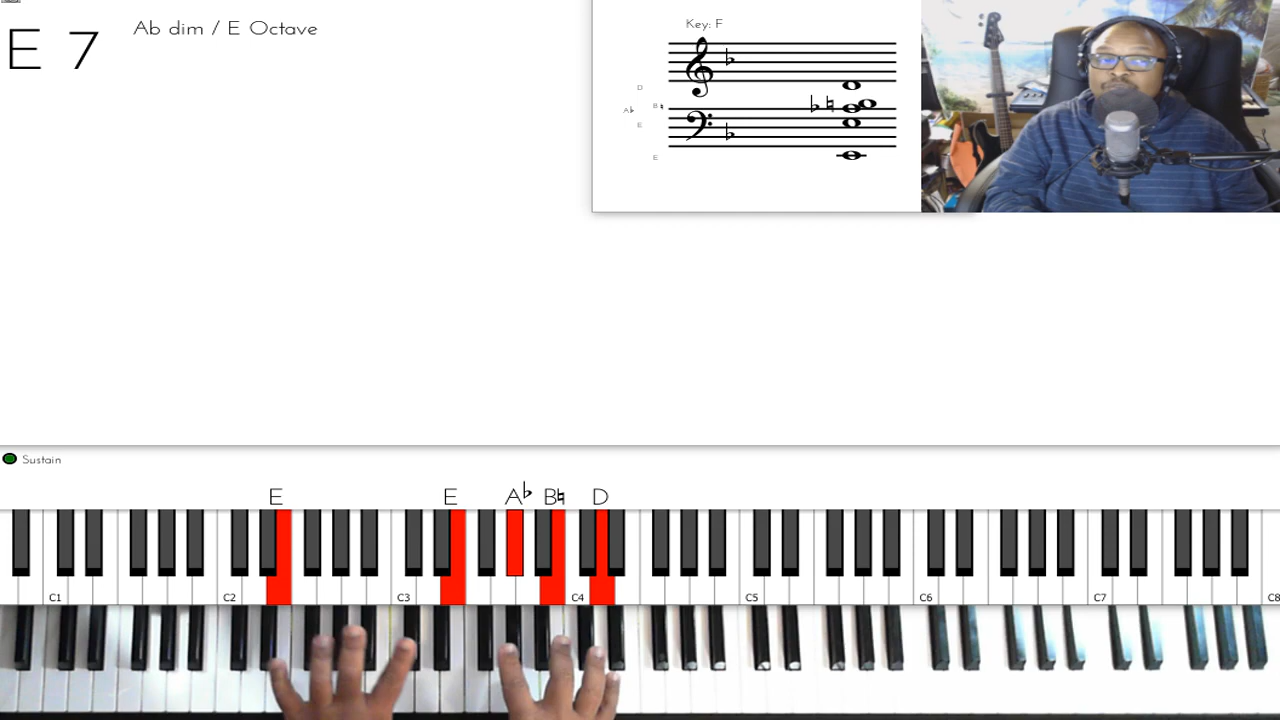 E 7
Ab dim / E Octave
Key: F
D
B♮
A♭
E
E
Sustain
E E A♭ B♮ D
C1 C2 C3 C4 C5 C6 C7 C8